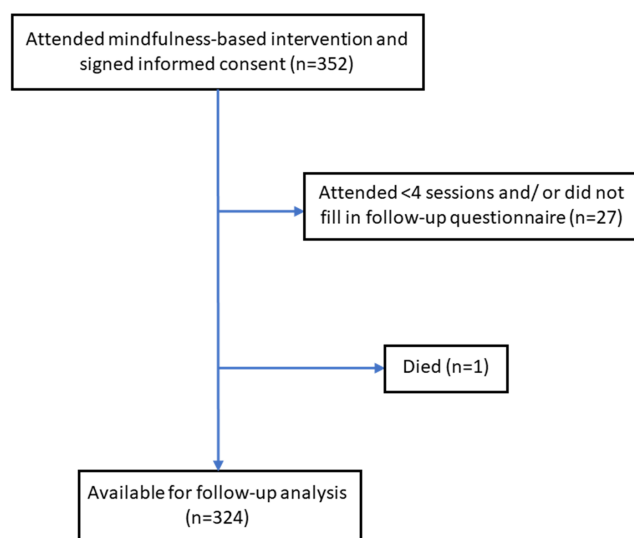 Attended mindfulness-based intervention and
signed informed consent (n=352)
Attended <4 sessions and/ or did not
fill in follow-up questionnaire (n=27)
Died (n=1)
Available for follow-up analysis
(n=324)